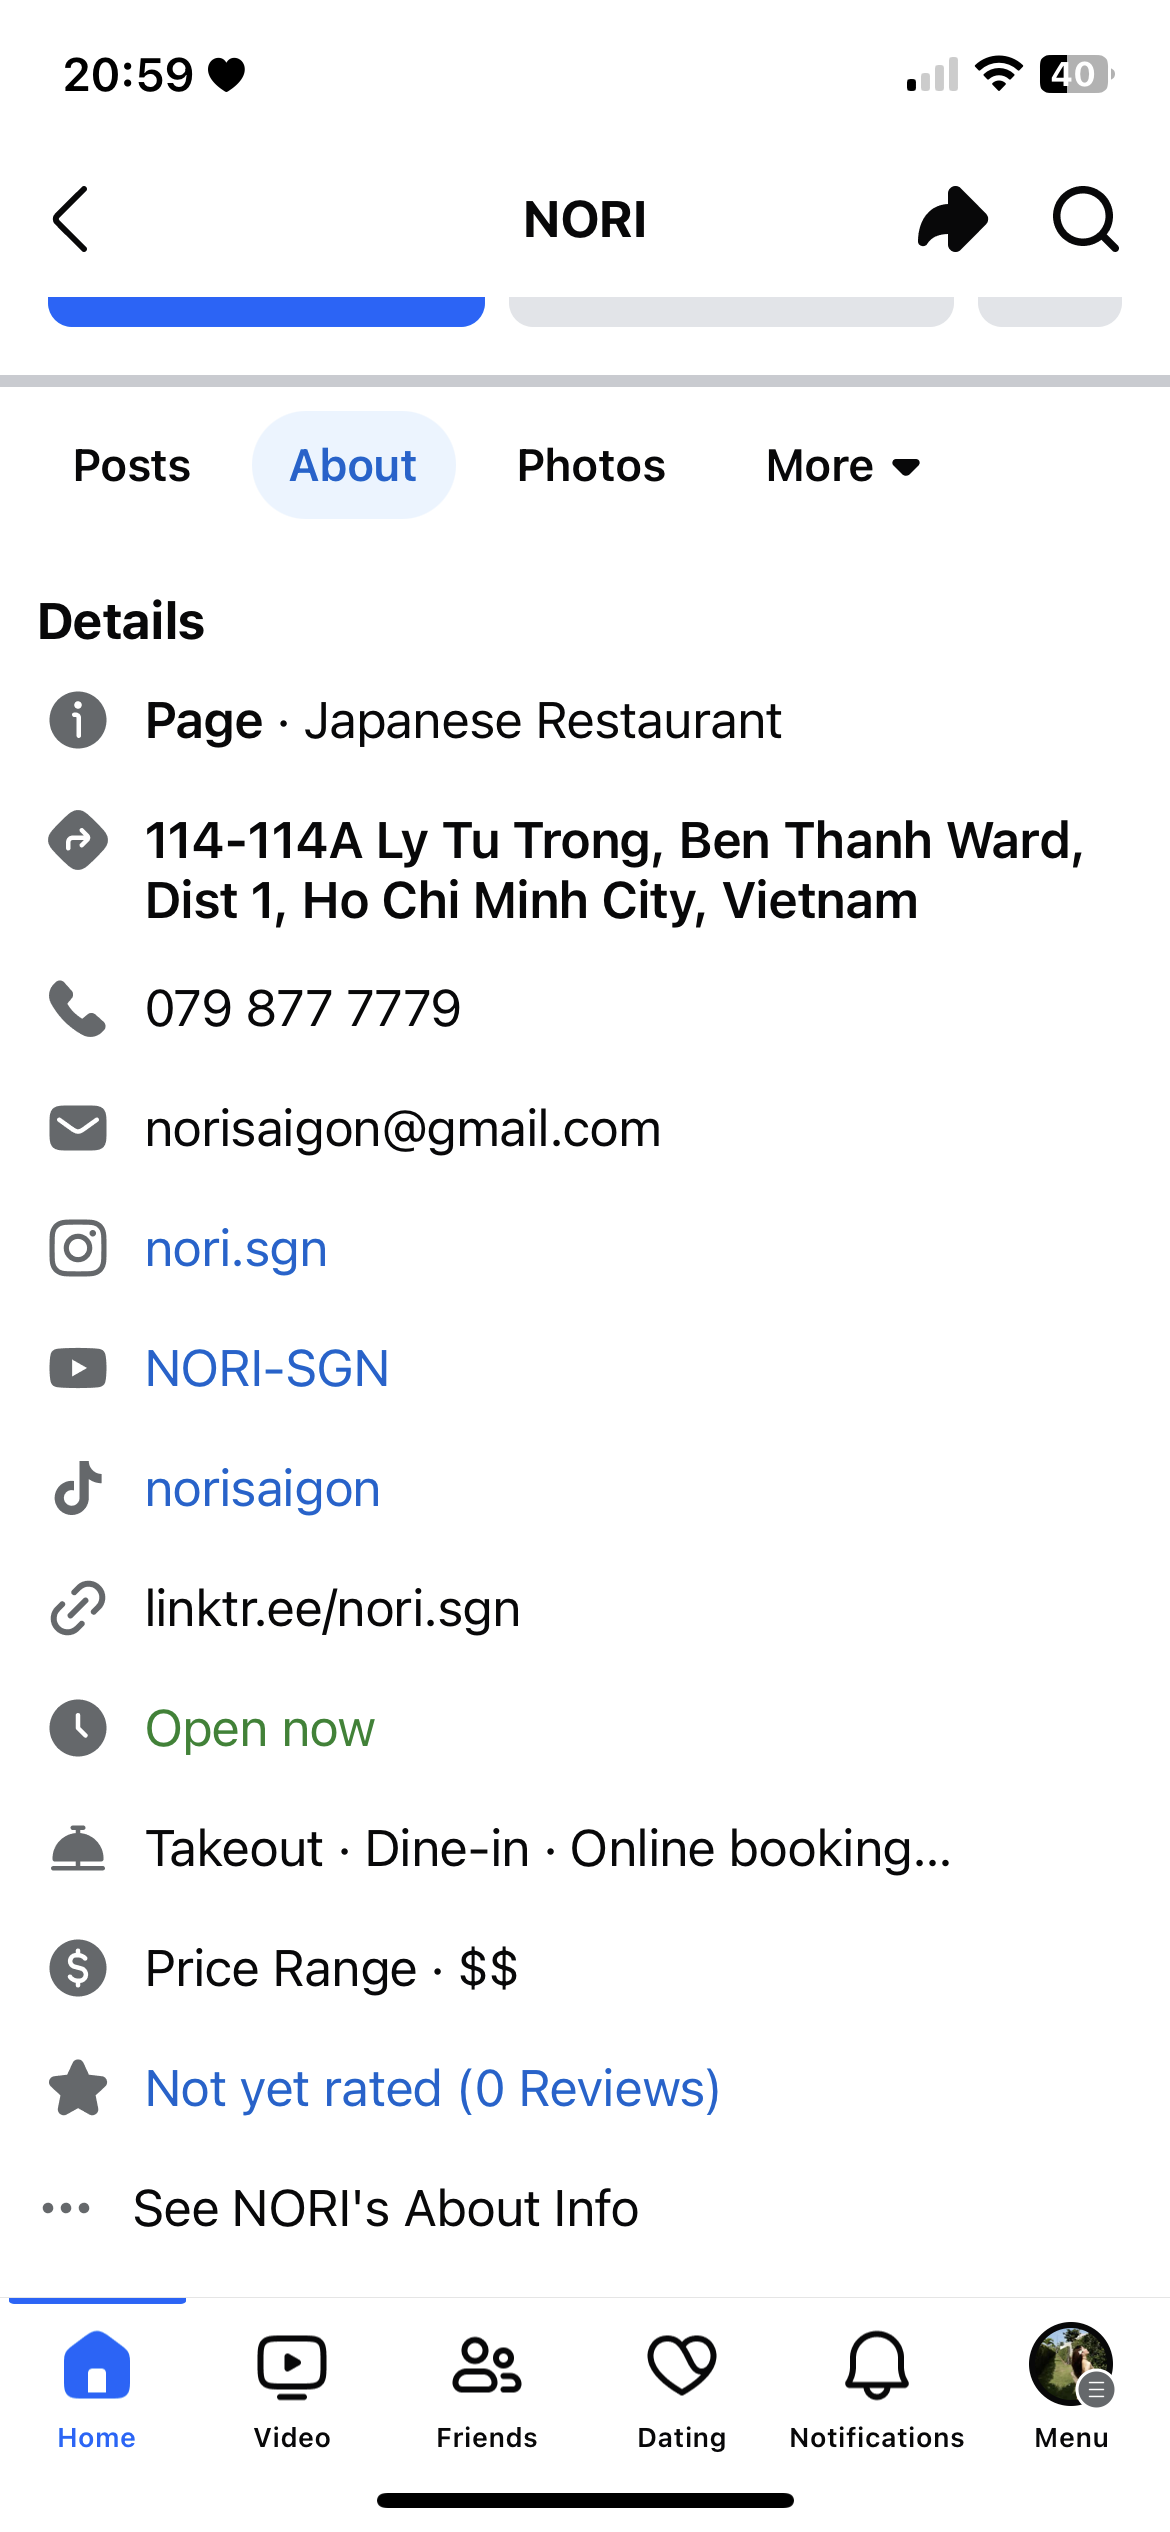 20:59
40
NORI
Posts
About
Photos
More
Details
Page · Japanese Restaurant
114-114A Ly Tu Trong, Ben Thanh Ward,
Dist 1, Ho Chi Minh City, Vietnam
079 877 7779
norisaigon@gmail.com
nori.sgn
NORI-SGN
norisaigon
linktr.ee/nori.sgn
Open now
Takeout · Dine-in · Online booking...
Price Range · $$
Not yet rated (0 Reviews)
See NORI's About Info
Home
Video
Friends
Dating
Notifications
Menu